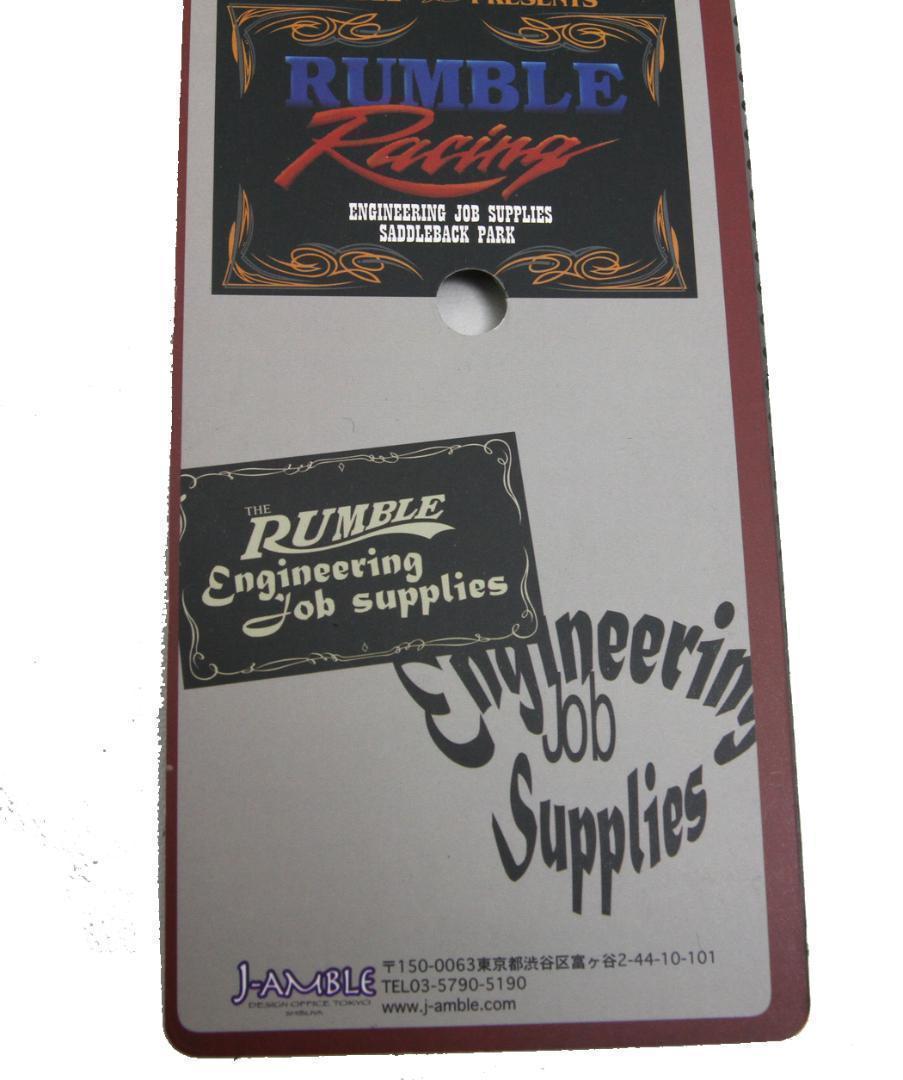 PRESENTS
RUMBLE
Racing
ENGINEERING JOB SUPPLIES
SADDLEBACK PARK
THE
RUMBLE
Engineering
Job supplies
Engineering
Job
Supplies
J-AMBLE
DESIGN OFFICE TOKYO
SHIBUYA
〒150-0063東京都渋谷区富ヶ谷2-44-10-101
TEL03-5790-5190
www.j-amble.com